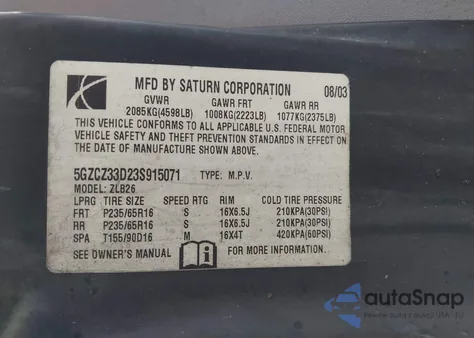 MFD BY SATURN CORPORATION 08/03
GVWR GAWR FRT GAWR RR
2085KG(4598LB) 1008KG(2223LB) 1077KG(2375LB)
THIS VEHICLE CONFORMS TO ALL APPLICABLE U.S. FEDERAL MOTOR
VEHICLE SAFETY AND THEFT PREVENTION STANDARDS IN EFFECT ON
THE DATE OF MANUFACTURE SHOWN ABOVE.
5GZCZ33D23S915071 TYPE: M.P.V.
MODEL: ZLB26
LPRG TIRE SIZE SPEED RTG RIM COLD TIRE PRESSURE
FRT P235/65R16 S 16X6.5J 210KPA(30PSI)
RR P235/65R16 S 16X6.5J 210KPA(30PSI)
SPA T155/90D16 M 16X4T 420KPA(60PSI)
SEE OWNER'S MANUAL
autoSnap